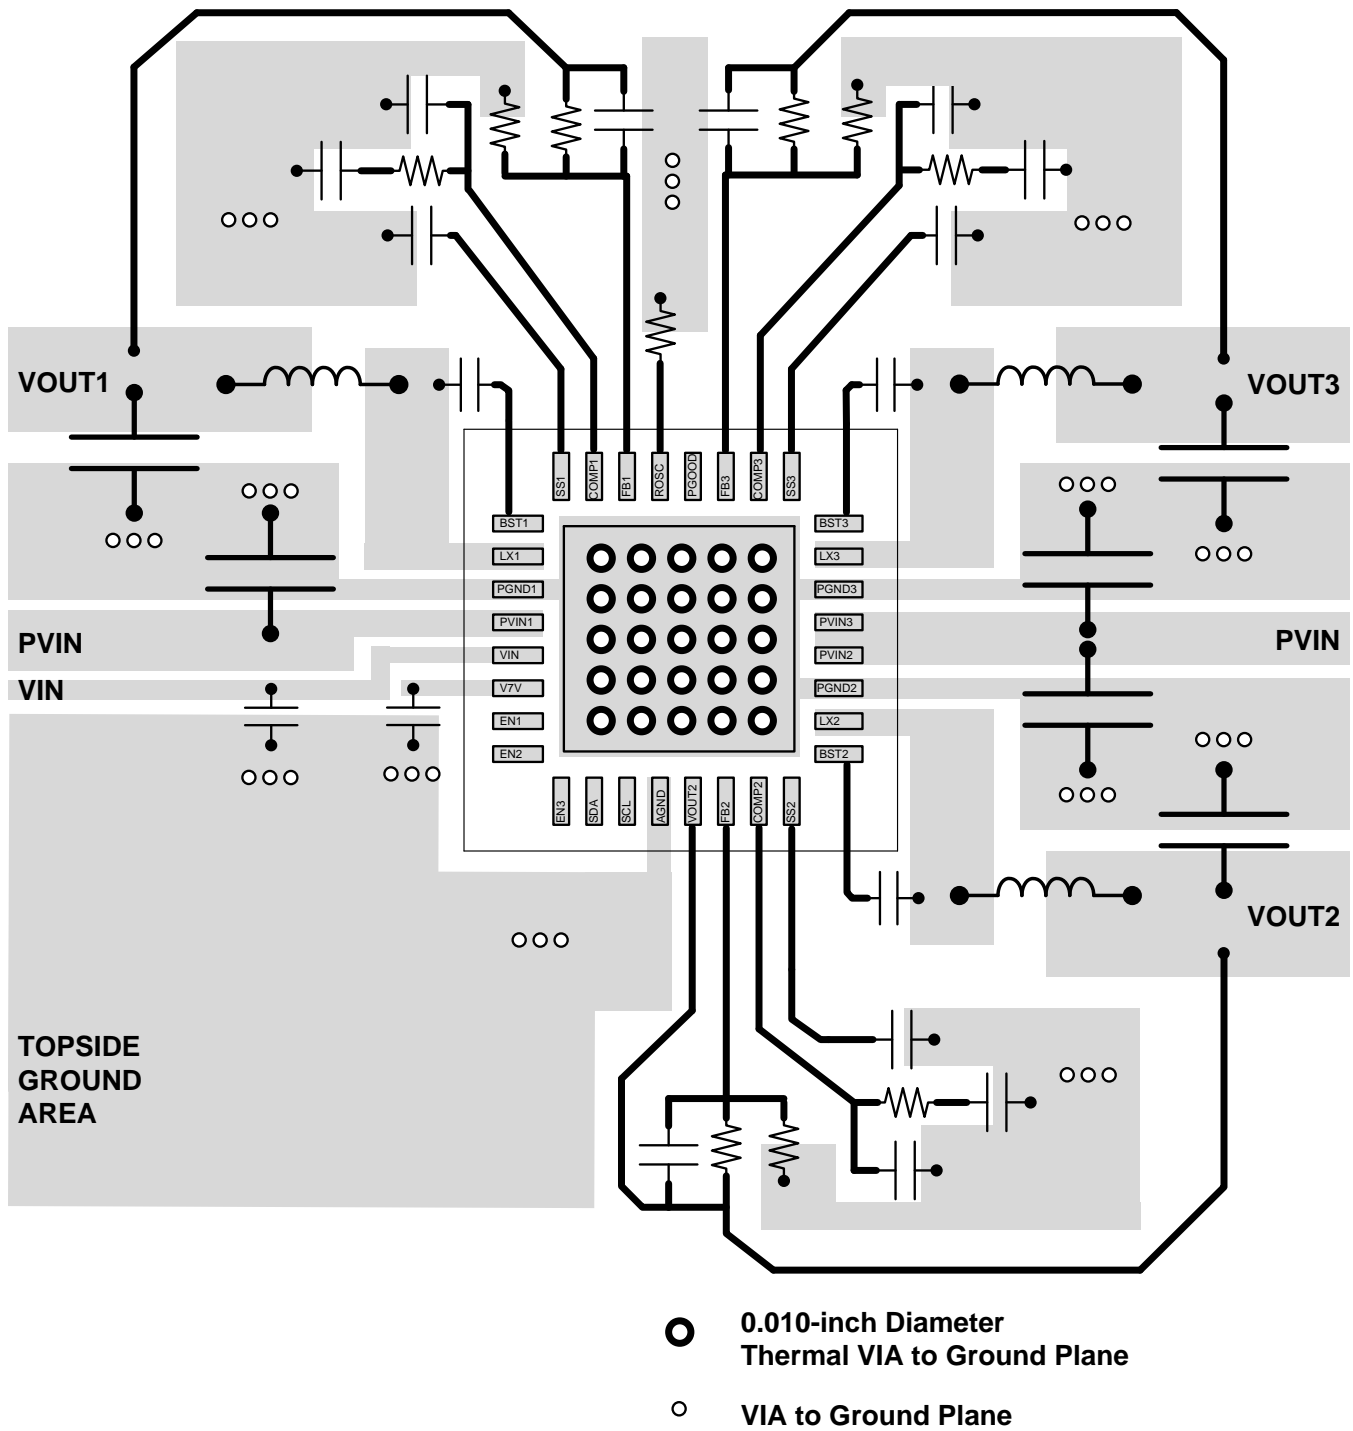 VOUT1
VOUT3
SS1
COMP1
FB1
ROSC
PGOOD
FB3
COMP3
SS3
BST1
BST3
LX1
LX3
PGND1
PGND3
PVIN1
PVIN3
PVIN
PVIN
VIN
PVIN2
VIN
V7V
PGND2
EN1
LX2
EN2
BST2
EN3
SDA
SCL
AGND
VOUT2
FB2
COMP2
SS2
VOUT2
TOPSIDE
GROUND
AREA
0.010-inch Diameter
Thermal VIA to Ground Plane
VIA to Ground Plane